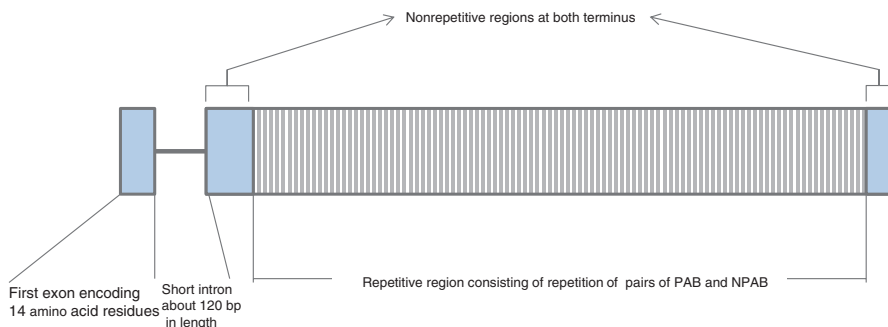 Nonrepetitive regions at both terminus
First exon encoding
14 amino acid residues
Short intron
about 120 bp
in length
Repetitive region consisting of repetition of pairs of PAB and NPAB